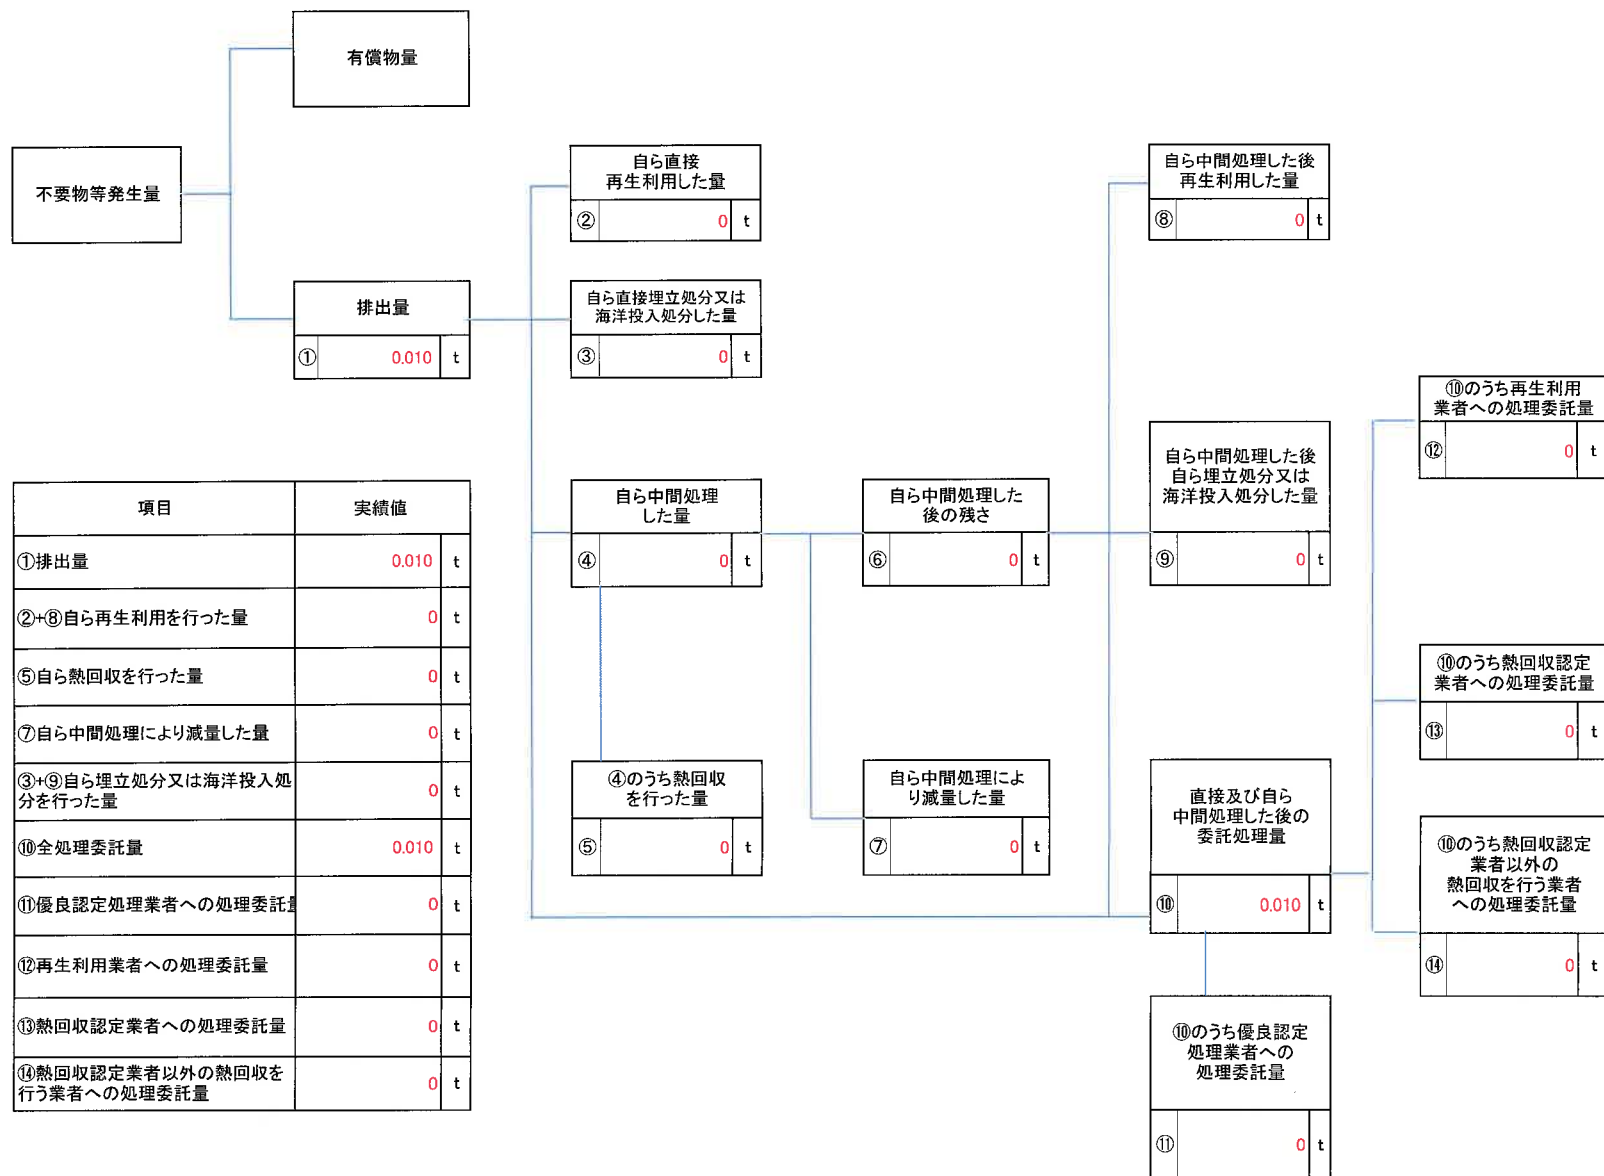 有償物量
不要物等発生量
排出量
① 0.010 t
自ら直接
再生利用した量
② 0 t
自ら直接埋立処分又は
海洋投入処分した量
③ 0 t
自ら中間処理
した量
④ 0 t
④のうち熱回収
を行った量
⑤ 0 t
自ら中間処理した
後の残さ
⑥ 0 t
自ら中間処理によ
り減量した量
⑦ 0 t
自ら中間処理した後
再生利用した量
⑧ 0 t
自ら中間処理した後
自ら埋立処分又は
海洋投入処分した量
⑨ 0 t
直接及び自ら
中間処理した後の
委託処理量
⑩ 0.010 t
⑩のうち優良認定
処理業者への
処理委託量
⑪ 0 t
⑩のうち再生利用
業者への処理委託量
⑫ 0 t
⑩のうち熱回収認定
業者への処理委託量
⑬ 0 t
⑩のうち熱回収認定
業者以外の
熱回収を行う業者
への処理委託量
⑭ 0 t
項目 実績値
①排出量 0.010 t
②+⑧自ら再生利用を行った量 0 t
⑤自ら熱回収を行った量 0 t
⑦自ら中間処理により減量した量 0 t
③+⑨自ら埋立処分又は海洋投入処
分を行った量 0 t
⑩全処理委託量 0.010 t
⑪優良認定処理業者への処理委託量 0 t
⑫再生利用業者への処理委託量 0 t
⑬熱回収認定業者への処理委託量 0 t
⑭熱回収認定業者以外の熱回収を
行う業者への処理委託量 0 t